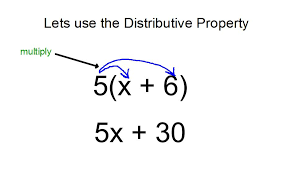 Lets use the Distributive Property
multiply
5(x + 6)
5x + 30